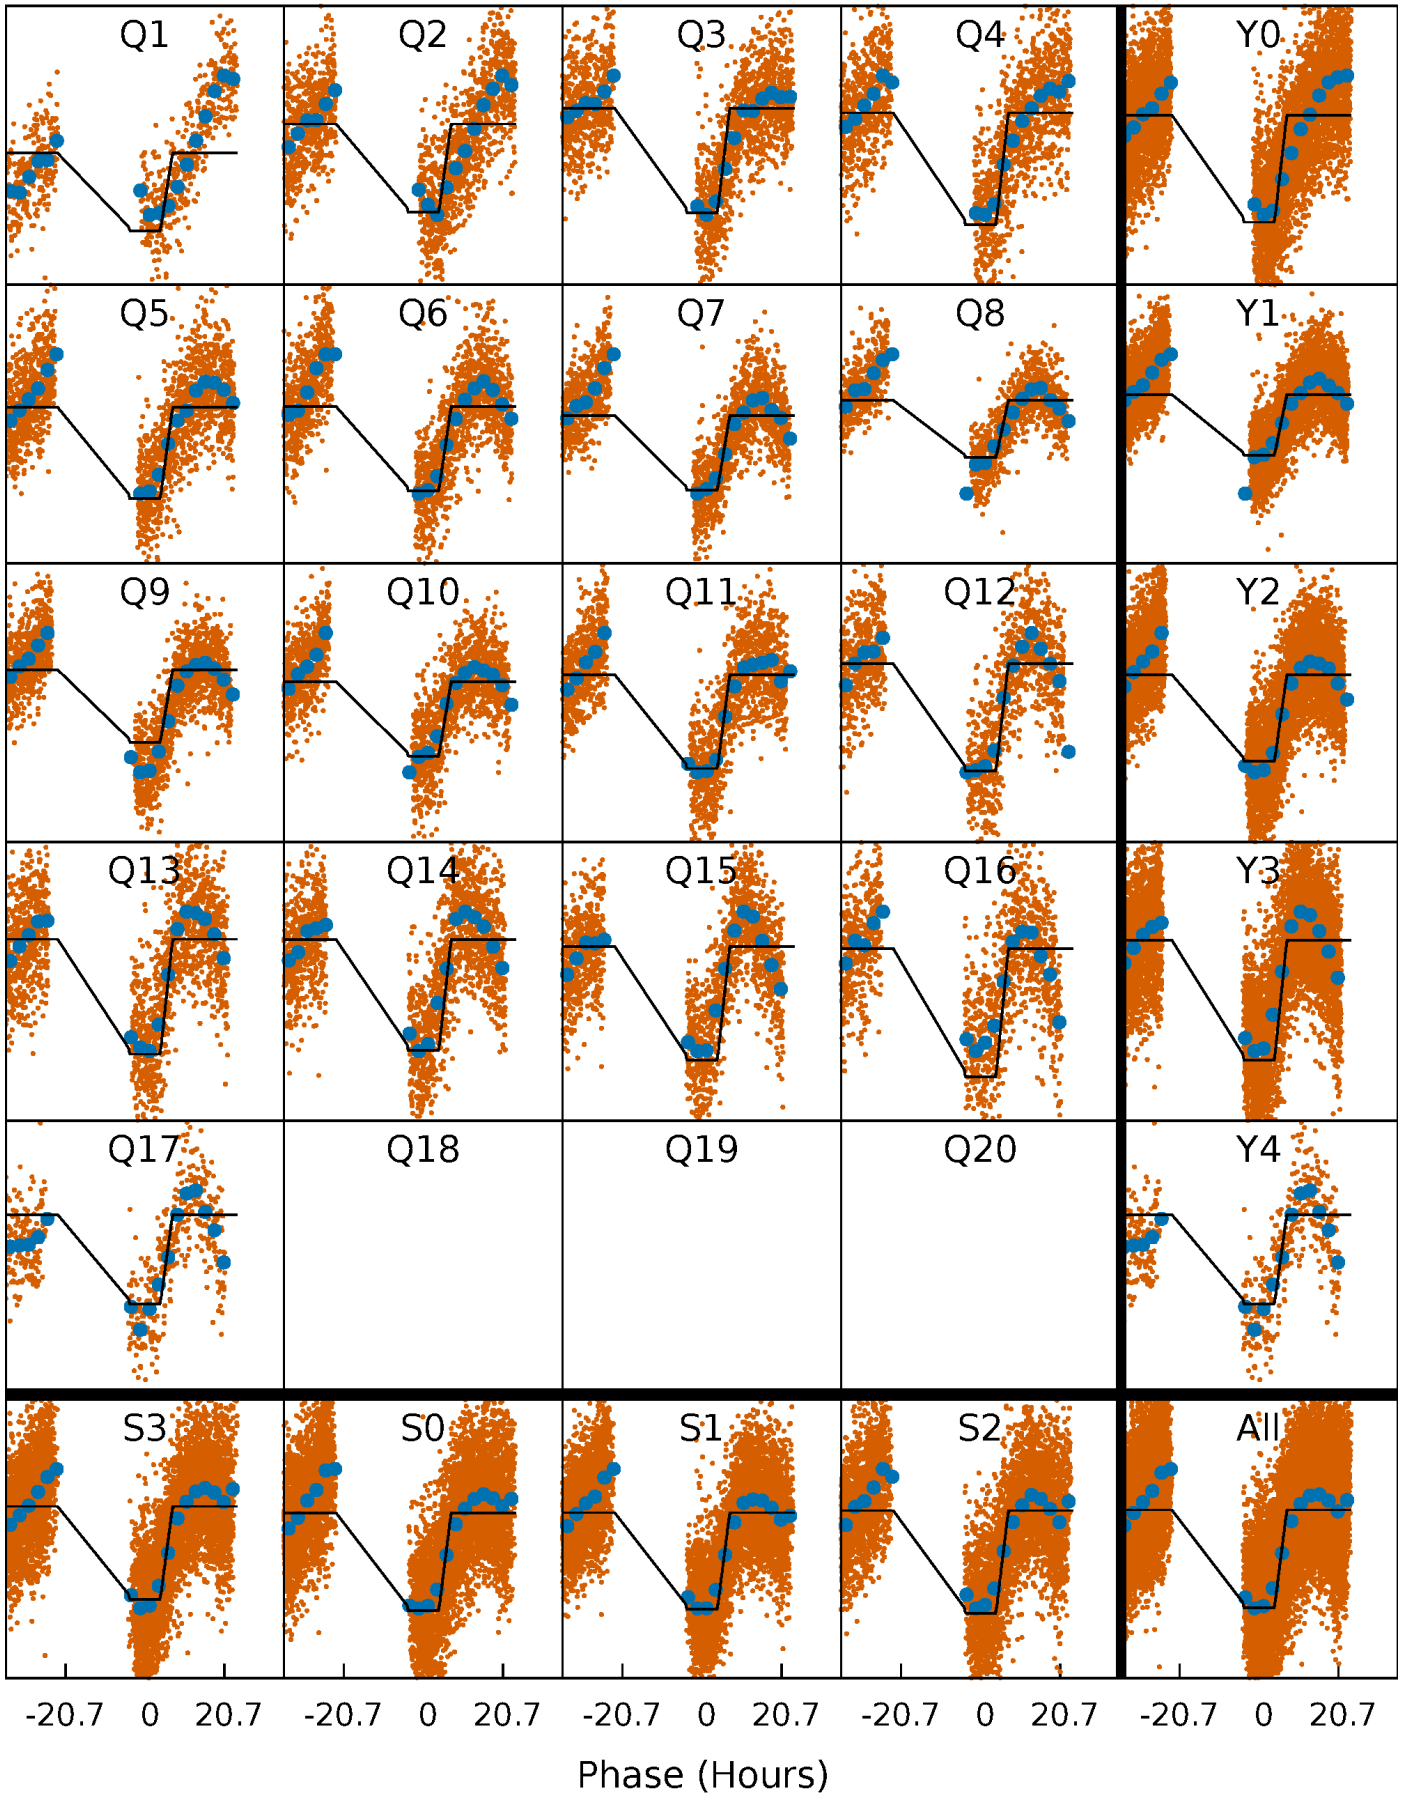 Q1 Q2 Q3 Q4 Y0
Q5 Q6 Q7 Q8 Y1
Q9 Q10 Q11 Q12 Y2
Q13 Q14 Q15 Q16 Y3
Q17 Q18 Q19 Q20 Y4
S3 S0 S1 S2 All
-20.7 0 20.7 -20.7 0 20.7 -20.7 0 20.7 -20.7 0 20.7 -20.7 0 20.7
Phase (Hours)